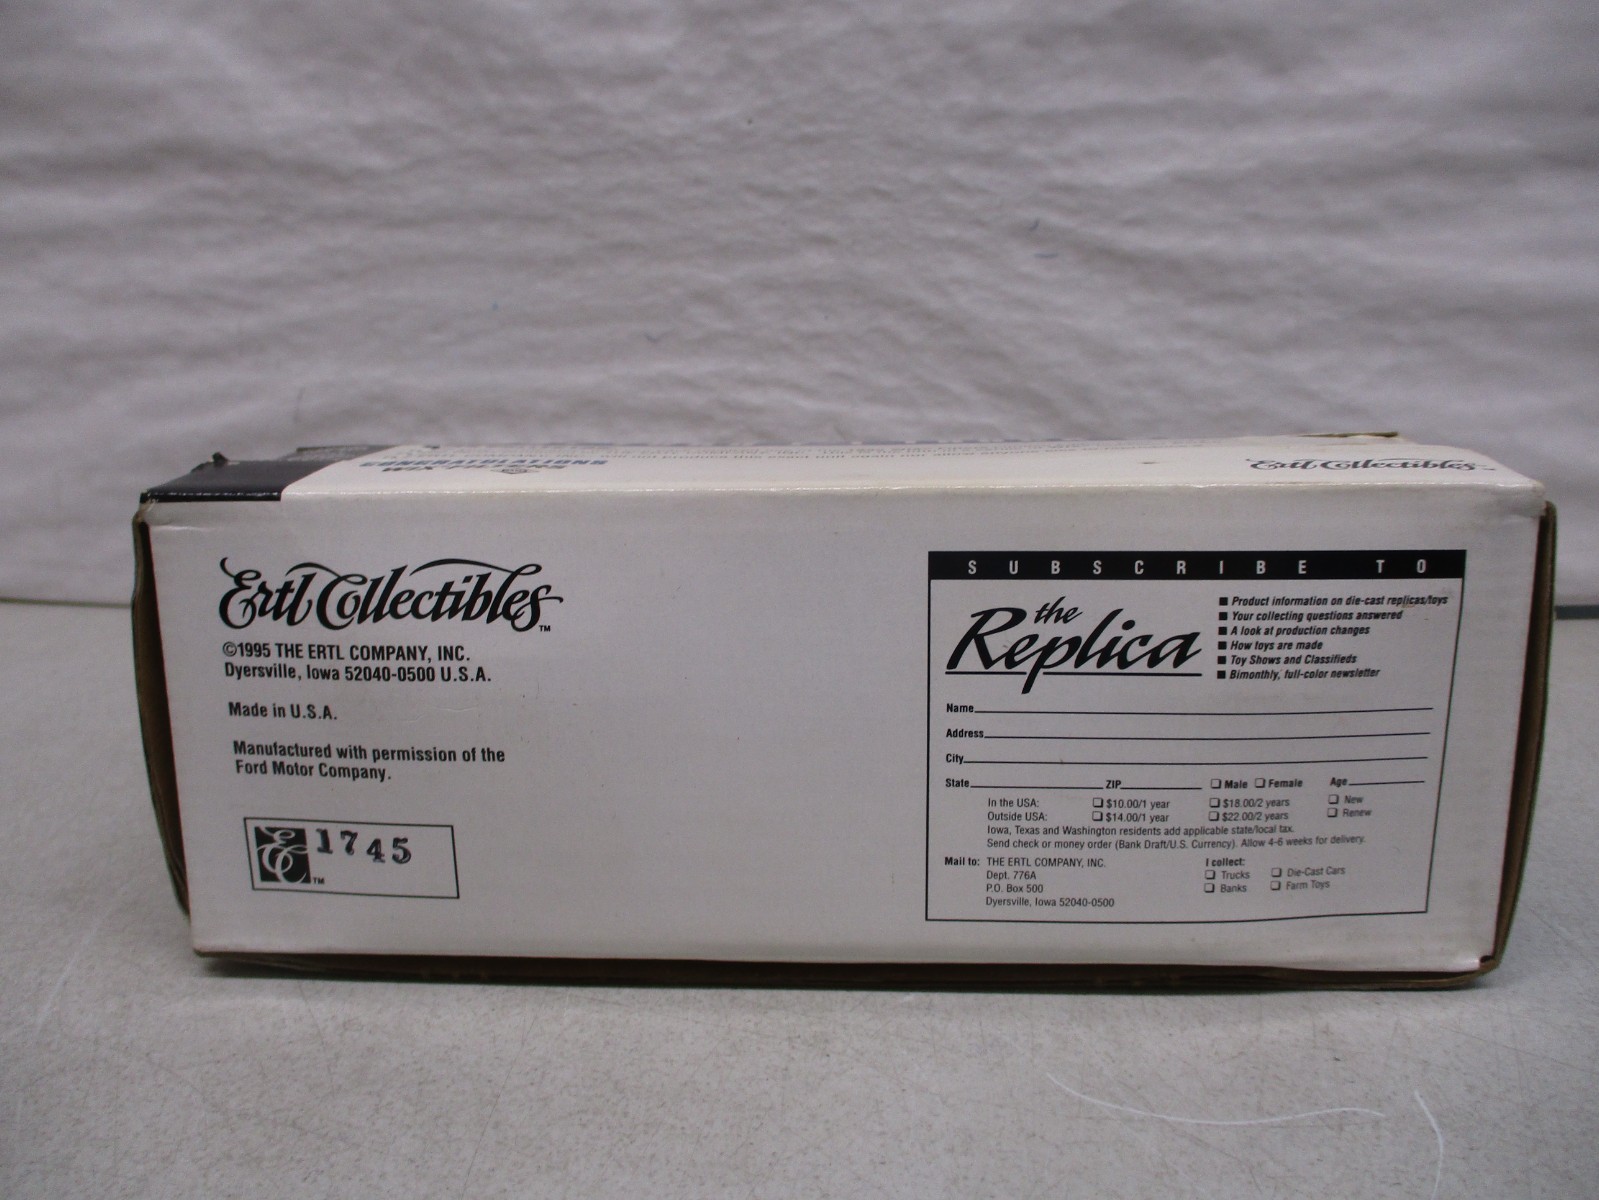 CONGRATULATIONS
Ertl Collectibles
Ertl Collectibles™
©1995 THE ERTL COMPANY, INC.
Dyersville, Iowa 52040-0500 U.S.A.
Made in U.S.A.
Manufactured with permission of the
Ford Motor Company.
1745
TM
SUBSCRIBE TO
the
Replica
■ Product information on die-cast replicas/toys
■ Your collecting questions answered
■ A look at production changes
■ How toys are made
■ Toy Shows and Classifieds
■ Bimonthly, full-color newsletter
Name
Address
City
State ZIP ❏ Male ❏ Female Age
In the USA: ❏ $10.00/1 year ❏ $18.00/2 years ❏ New
Outside USA: ❏ $14.00/1 year ❏ $22.00/2 years ❏ Renew
Iowa, Texas and Washington residents add applicable state/local tax.
Send check or money order (Bank Draft/U.S. Currency). Allow 4-6 weeks for delivery.
Mail to: THE ERTL COMPANY, INC.
Dept. 776A
P.O. Box 500
Dyersville, Iowa 52040-0500
I collect:
❏ Trucks ❏ Die-Cast Cars
❏ Banks ❏ Farm Toys